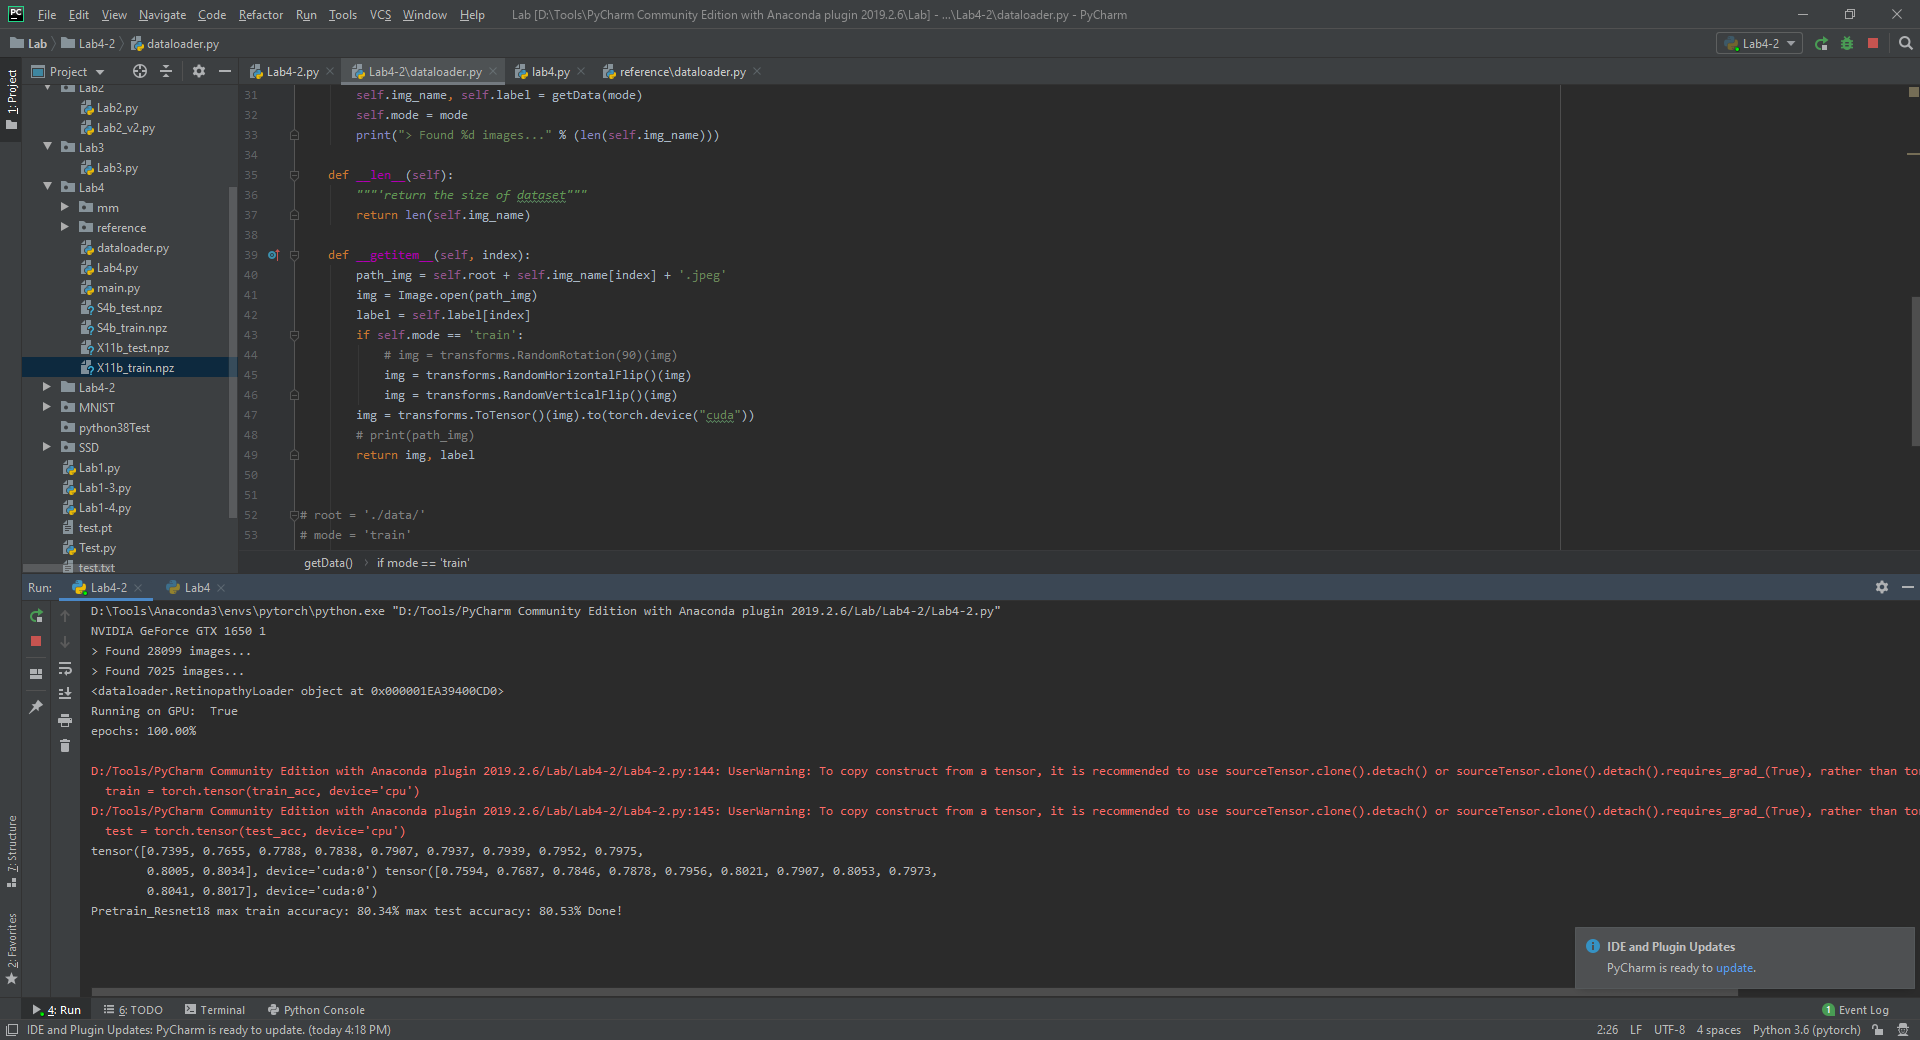 PC File Edit View Navigate Code Refactor Run Tools VCS Window Help Lab [D:\Tools\PyCharm Community Edition with Anaconda plugin 2019.2.6\Lab] - ...\Lab4-2\dataloader.py - PyCharm
Lab Lab4-2 dataloader.py Lab4-2
1: Project
Project Lab4-2.py Lab4-2\dataloader.py lab4.py reference\dataloader.py
Lab2
Lab2.py
Lab2_v2.py
Lab3
Lab3.py
Lab4
mm
reference
dataloader.py
Lab4.py
main.py
S4b_test.npz
S4b_train.npz
X11b_test.npz
X11b_train.npz
Lab4-2
MNIST
python38Test
SSD
Lab1.py
Lab1-3.py
Lab1-4.py
test.pt
Test.py
test.txt
31 self.img_name, self.label = getData(mode)
32 self.mode = mode
33 print("> Found %d images..." % (len(self.img_name)))
34
35 def __len__(self):
36 """'return the size of dataset"""
37 return len(self.img_name)
38
39 def __getitem__(self, index):
40 path_img = self.root + self.img_name[index] + '.jpeg'
41 img = Image.open(path_img)
42 label = self.label[index]
43 if self.mode == 'train':
44 # img = transforms.RandomRotation(90)(img)
45 img = transforms.RandomHorizontalFlip()(img)
46 img = transforms.RandomVerticalFlip()(img)
47 img = transforms.ToTensor()(img).to(torch.device("cuda"))
48 # print(path_img)
49 return img, label
50
51
52 # root = './data/'
53 # mode = 'train'
getData() if mode == 'train'
Run: Lab4-2 Lab4
D:\Tools\Anaconda3\envs\pytorch\python.exe "D:/Tools/PyCharm Community Edition with Anaconda plugin 2019.2.6/Lab/Lab4-2/Lab4-2.py"
NVIDIA GeForce GTX 1650 1
> Found 28099 images...
> Found 7025 images...
<dataloader.RetinopathyLoader object at 0x000001EA39400CD0>
Running on GPU:  True
epochs: 100.00%
D:/Tools/PyCharm Community Edition with Anaconda plugin 2019.2.6/Lab/Lab4-2/Lab4-2.py:144: UserWarning: To copy construct from a tensor, it is recommended to use sourceTensor.clone().detach() or sourceTensor.clone().detach().requires_grad_(True), rather than to
train = torch.tensor(train_acc, device='cpu')
D:/Tools/PyCharm Community Edition with Anaconda plugin 2019.2.6/Lab/Lab4-2/Lab4-2.py:145: UserWarning: To copy construct from a tensor, it is recommended to use sourceTensor.clone().detach() or sourceTensor.clone().detach().requires_grad_(True), rather than to
test = torch.tensor(test_acc, device='cpu')
tensor([0.7395, 0.7655, 0.7788, 0.7838, 0.7907, 0.7937, 0.7939, 0.7952, 0.7975,
0.8005, 0.8034], device='cuda:0') tensor([0.7594, 0.7687, 0.7846, 0.7878, 0.7956, 0.8021, 0.7907, 0.8053, 0.7973,
0.8041, 0.8017], device='cuda:0')
Pretrain_Resnet18 max train accuracy: 80.34% max test accuracy: 80.53% Done!
7: Structure
2: Favorites
IDE and Plugin Updates
PyCharm is ready to update.
4: Run 6: TODO Terminal Python Console 1 Event Log
IDE and Plugin Updates: PyCharm is ready to update. (today 4:18 PM) 2:26 LF UTF-8 4 spaces Python 3.6 (pytorch)